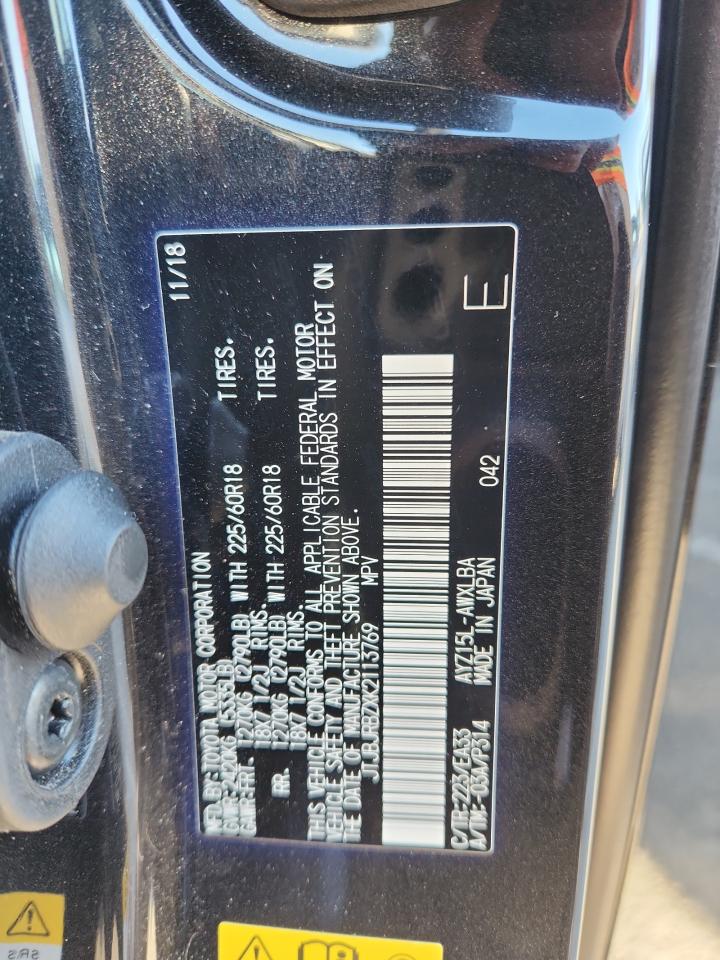 MFD. BY: TOYOTA MOTOR CORPORATION 11/18
GVWR: 2420KG (5335LB)
GAWR: FRT. 1270KG (2790LB) WITH 225/60R18 TIRES.
18X7 1/2J RIMS.
RR. 1270KG (2790LB) WITH 225/60R18 TIRES.
18X7 1/2J RIMS.
THIS VEHICLE CONFORMS TO ALL APPLICABLE FEDERAL MOTOR
VEHICLE SAFETY AND THEFT PREVENTION STANDARDS IN EFFECT ON
THE DATE OF MANUFACTURE SHOWN ABOVE.
MPV
C/TR: 223/EA33 AYZ15L-AWXLBA 042
A/TM: -03A/P314 MADE IN JAPAN
E
SRS